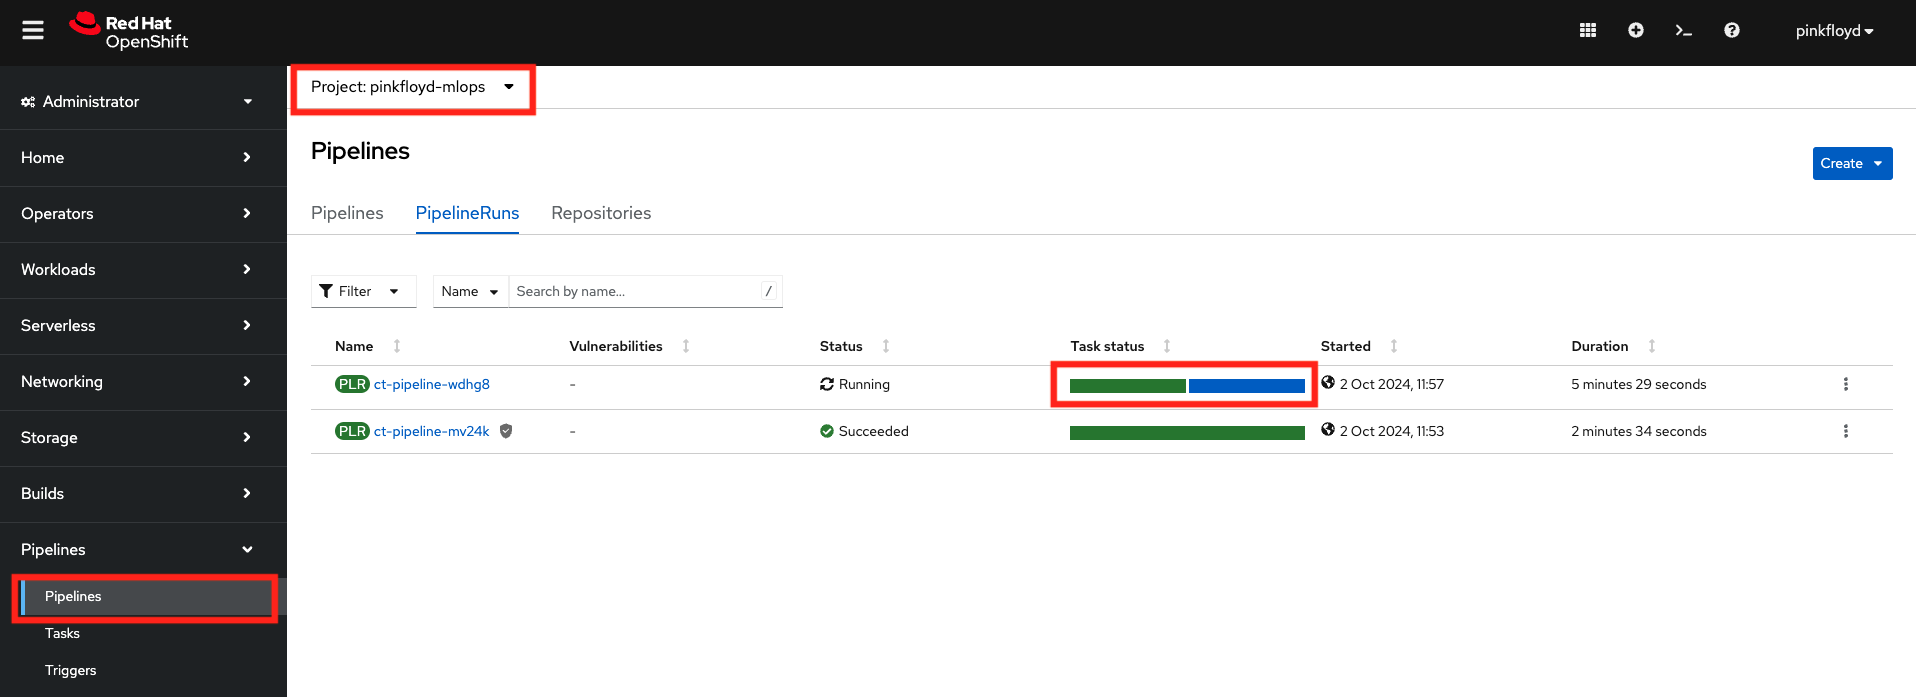 Red Hat
OpenShift
pinkfloyd
Administrator
Home
Operators
Workloads
Serverless
Networking
Storage
Builds
Pipelines
Pipelines
Tasks
Triggers
Project: pinkfloyd-mlops
Pipelines
Create
Pipelines PipelineRuns Repositories
Filter Name Search by name... /
Name Vulnerabilities Status Task status Started Duration
PLR ct-pipeline-wdhg8 - Running 2 Oct 2024, 11:57 5 minutes 29 seconds
PLR ct-pipeline-mv24k - Succeeded 2 Oct 2024, 11:53 2 minutes 34 seconds